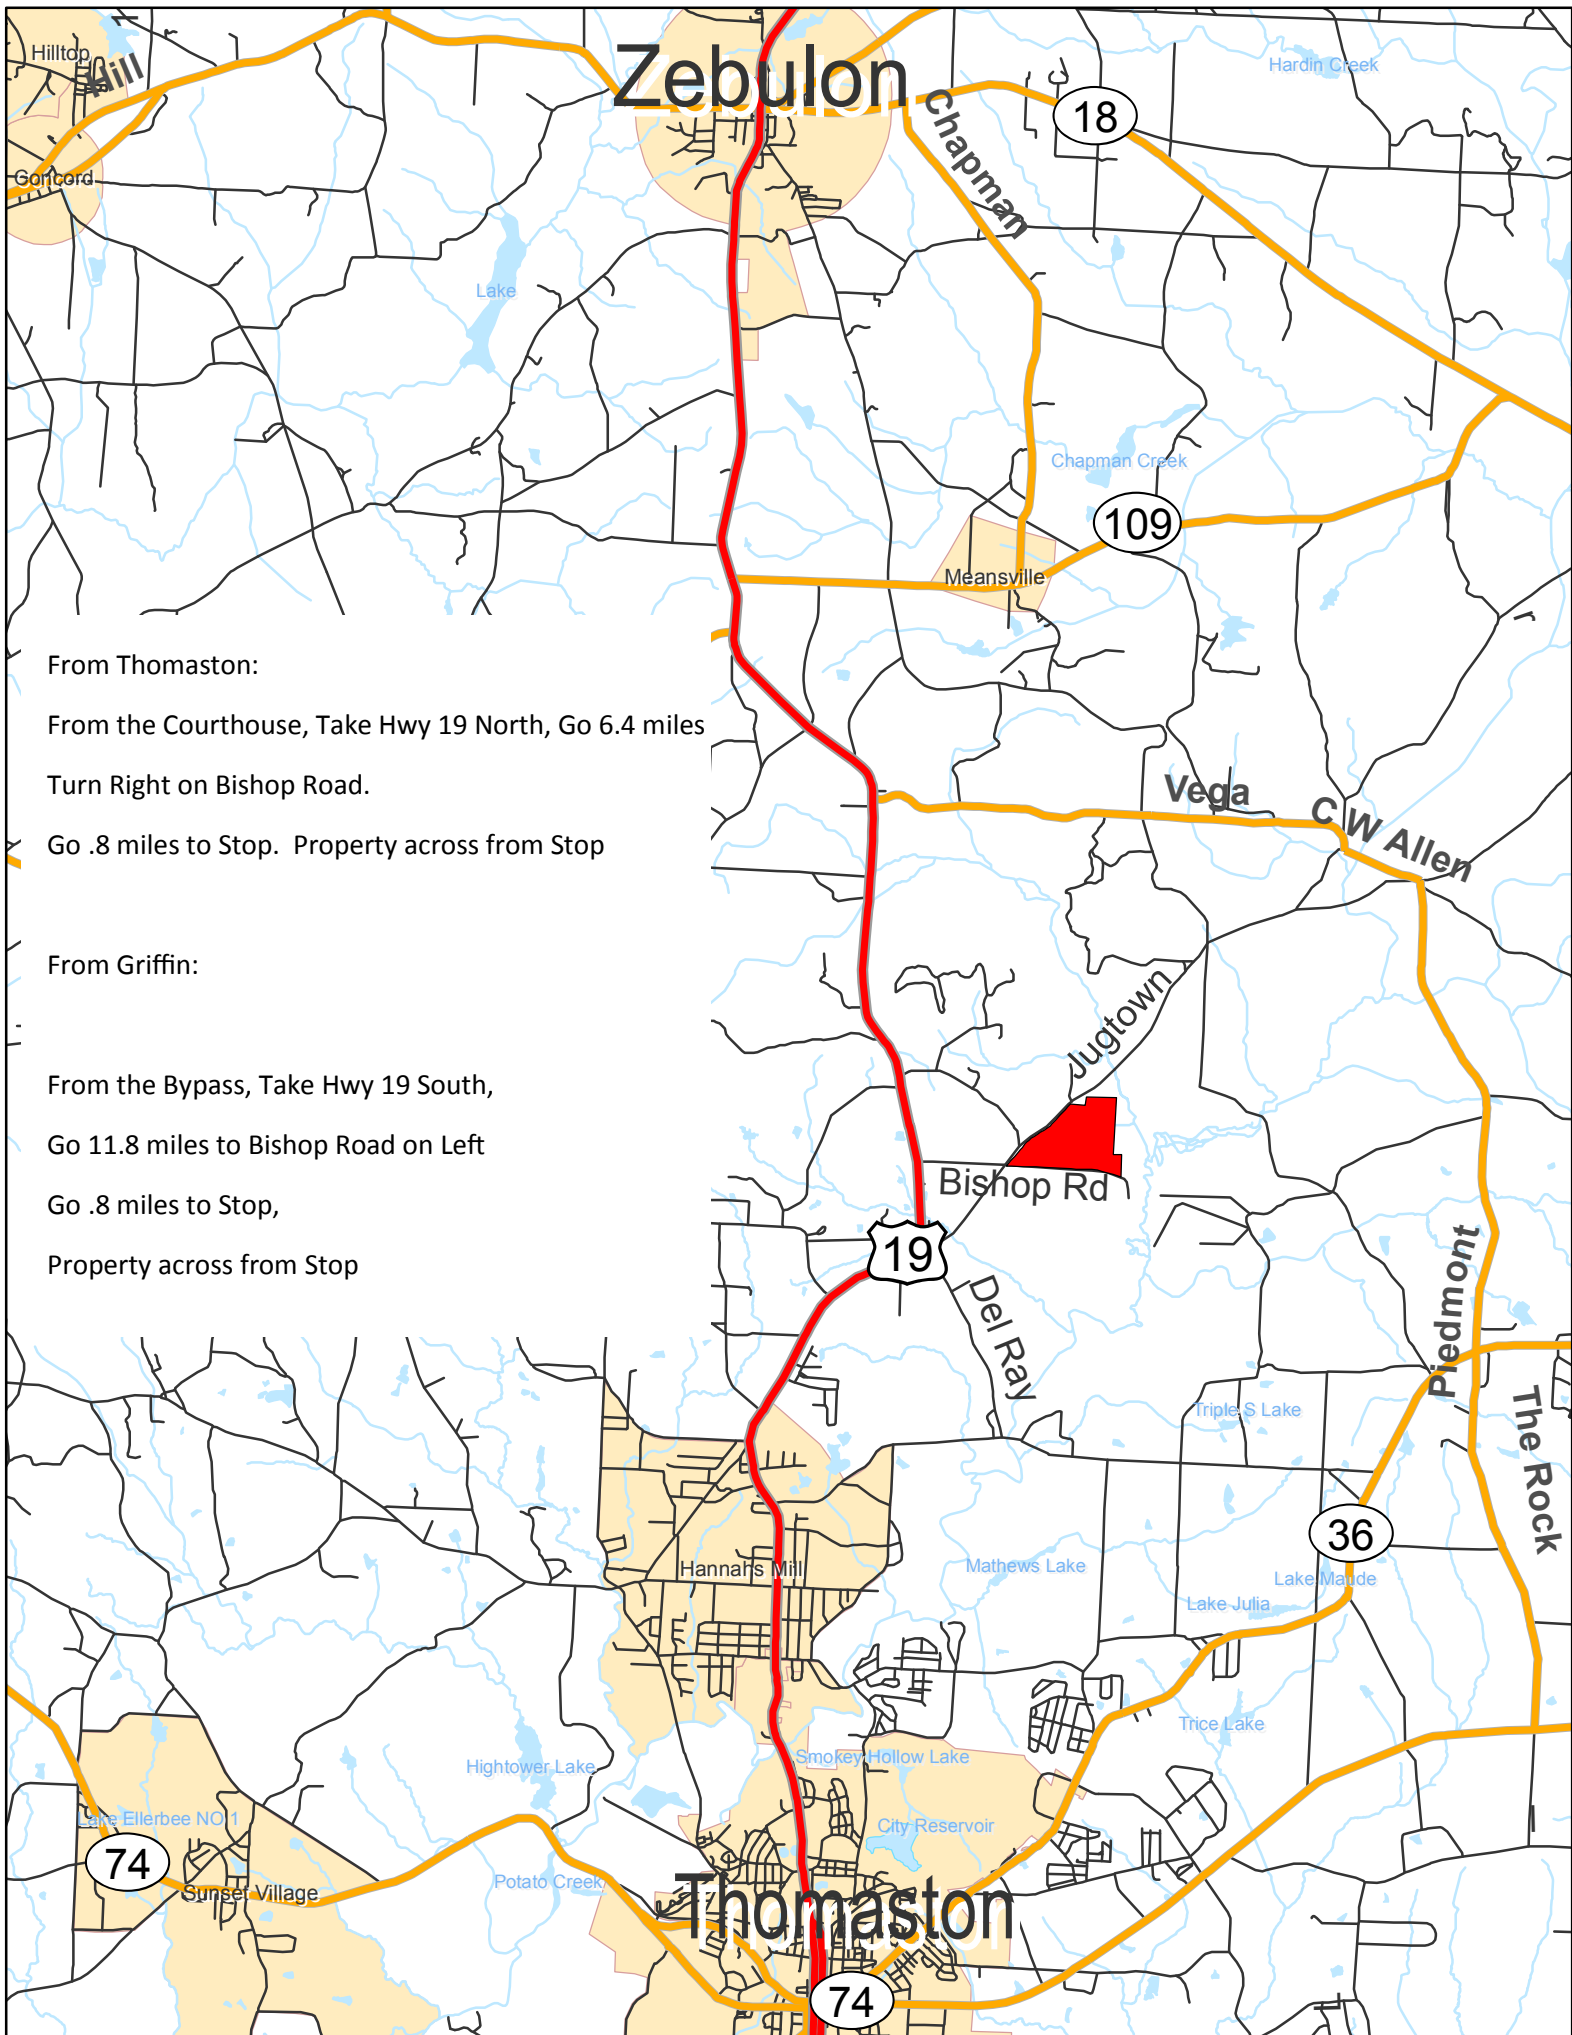 Zebulon
Hilltop
Hill
Hardin Creek
18
Chapman
Concord
Lake
Chapman Creek
109
Meansville
r
From Thomaston:
From the Courthouse, Take Hwy 19 North, Go 6.4 miles
Turn Right on Bishop Road.
Go .8 miles to Stop.  Property across from Stop
From Griffin:
From the Bypass, Take Hwy 19 South,
Go 11.8 miles to Bishop Road on Left
Go .8 miles to Stop,
Property across from Stop
Vega
C W Allen
Jugtown
Bishop Rd
19
Del Ray
Piedmont
The Rock
Triple S Lake
36
Hannahs Mill
Mathews Lake
Lake Maude
Lake Julia
Trice Lake
Smokey Hollow Lake
Hightower Lake
Lake Ellerbee NO 1
City Reservoir
74
Sunset Village
Potato Creek
Thomaston
74